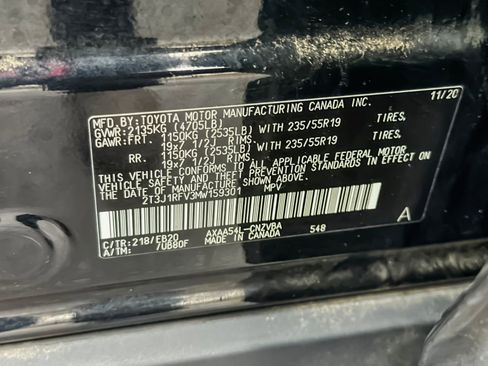 MFD.BY:TOYOTA MOTOR MANUFACTURING CANADA INC. 11/20
GVWR:2135KG (4705LB)
GAWR:FRT. 1150KG (2535LB) WITH 235/55R19 TIRES,
19x7 1/2J RIMS
RR. 1150KG (2535LB) WITH 235/55R19 TIRES,
19x7 1/2J RIMS
THIS VEHICLE CONFORMS TO ALL APPLICABLE FEDERAL MOTOR
VEHICLE SAFETY AND THEFT PREVENTION STANDARDS IN EFFECT ON
THE DATE OF MANUFACTURE SHOWN ABOVE.
2T3J1RFV3MW159301 MPV
A
C/TR:218/EB20 AXAA54L-CNZVBA 548
A/TM: /UB80F MADE IN CANADA